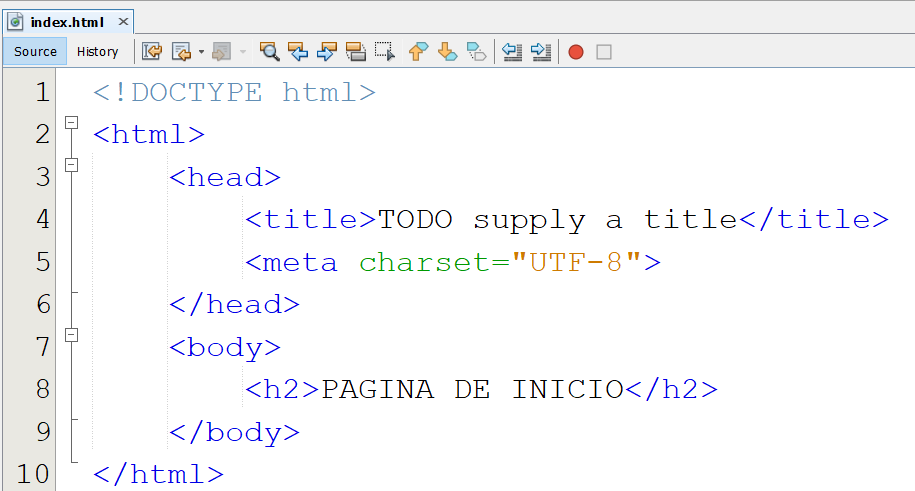 index.html
Source History
1 <!DOCTYPE html>
2 <html>
3 <head>
4 <title>TODO supply a title</title>
5 <meta charset="UTF-8">
6 </head>
7 <body>
8 <h2>PAGINA DE INICIO</h2>
9 </body>
10 </html>